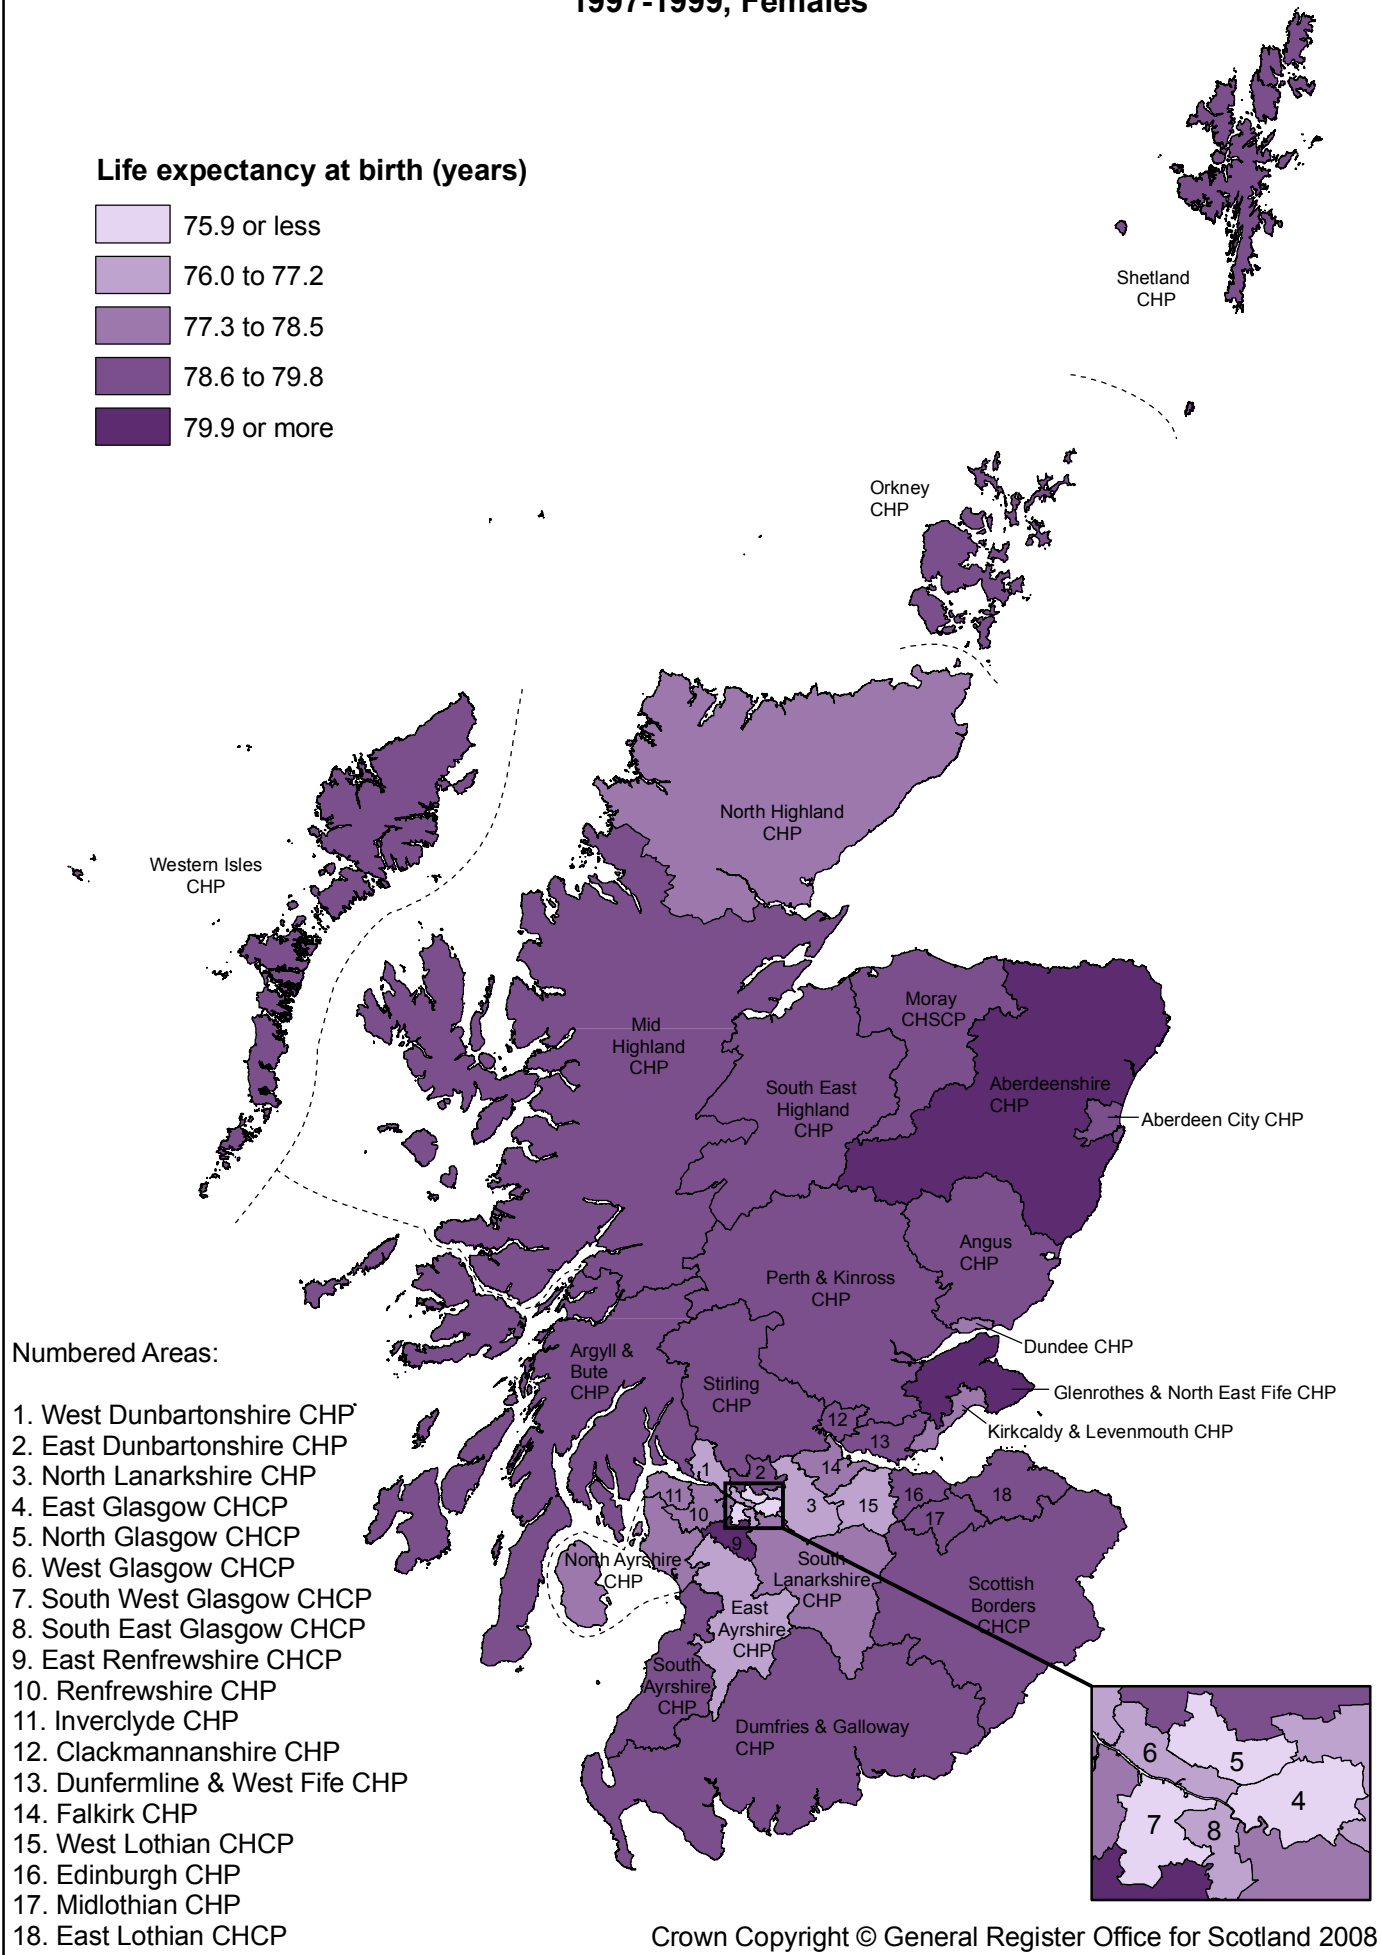 1997-1999, Females
Life expectancy at birth (years)
75.9 or less
76.0 to 77.2
77.3 to 78.5
78.6 to 79.8
79.9 or more
Shetland
CHP
Orkney
CHP
North Highland
CHP
Western Isles
CHP
Moray
CHSCP
Mid
Highland
CHP
South East
Highland
CHP
Aberdeenshire
CHP
Aberdeen City CHP
Angus
CHP
Perth & Kinross
CHP
Dundee CHP
Argyll &
Bute
CHP
Stirling
CHP
Glenrothes & North East Fife CHP
Kirkcaldy & Levenmouth CHP
12
13
14
1
2
3
15
16
17
18
11
10
9
North Ayrshire
CHP
South
Lanarkshire
CHP
East
Ayrshire
CHP
Scottish
Borders
CHCP
South
Ayrshire
CHP
Dumfries & Galloway
CHP
6
5
4
7
8
Numbered Areas:
1. West Dunbartonshire CHP
2. East Dunbartonshire CHP
3. North Lanarkshire CHP
4. East Glasgow CHCP
5. North Glasgow CHCP
6. West Glasgow CHCP
7. South West Glasgow CHCP
8. South East Glasgow CHCP
9. East Renfrewshire CHCP
10. Renfrewshire CHP
11. Inverclyde CHP
12. Clackmannanshire CHP
13. Dunfermline & West Fife CHP
14. Falkirk CHP
15. West Lothian CHCP
16. Edinburgh CHP
17. Midlothian CHP
18. East Lothian CHCP
Crown Copyright © General Register Office for Scotland 2008